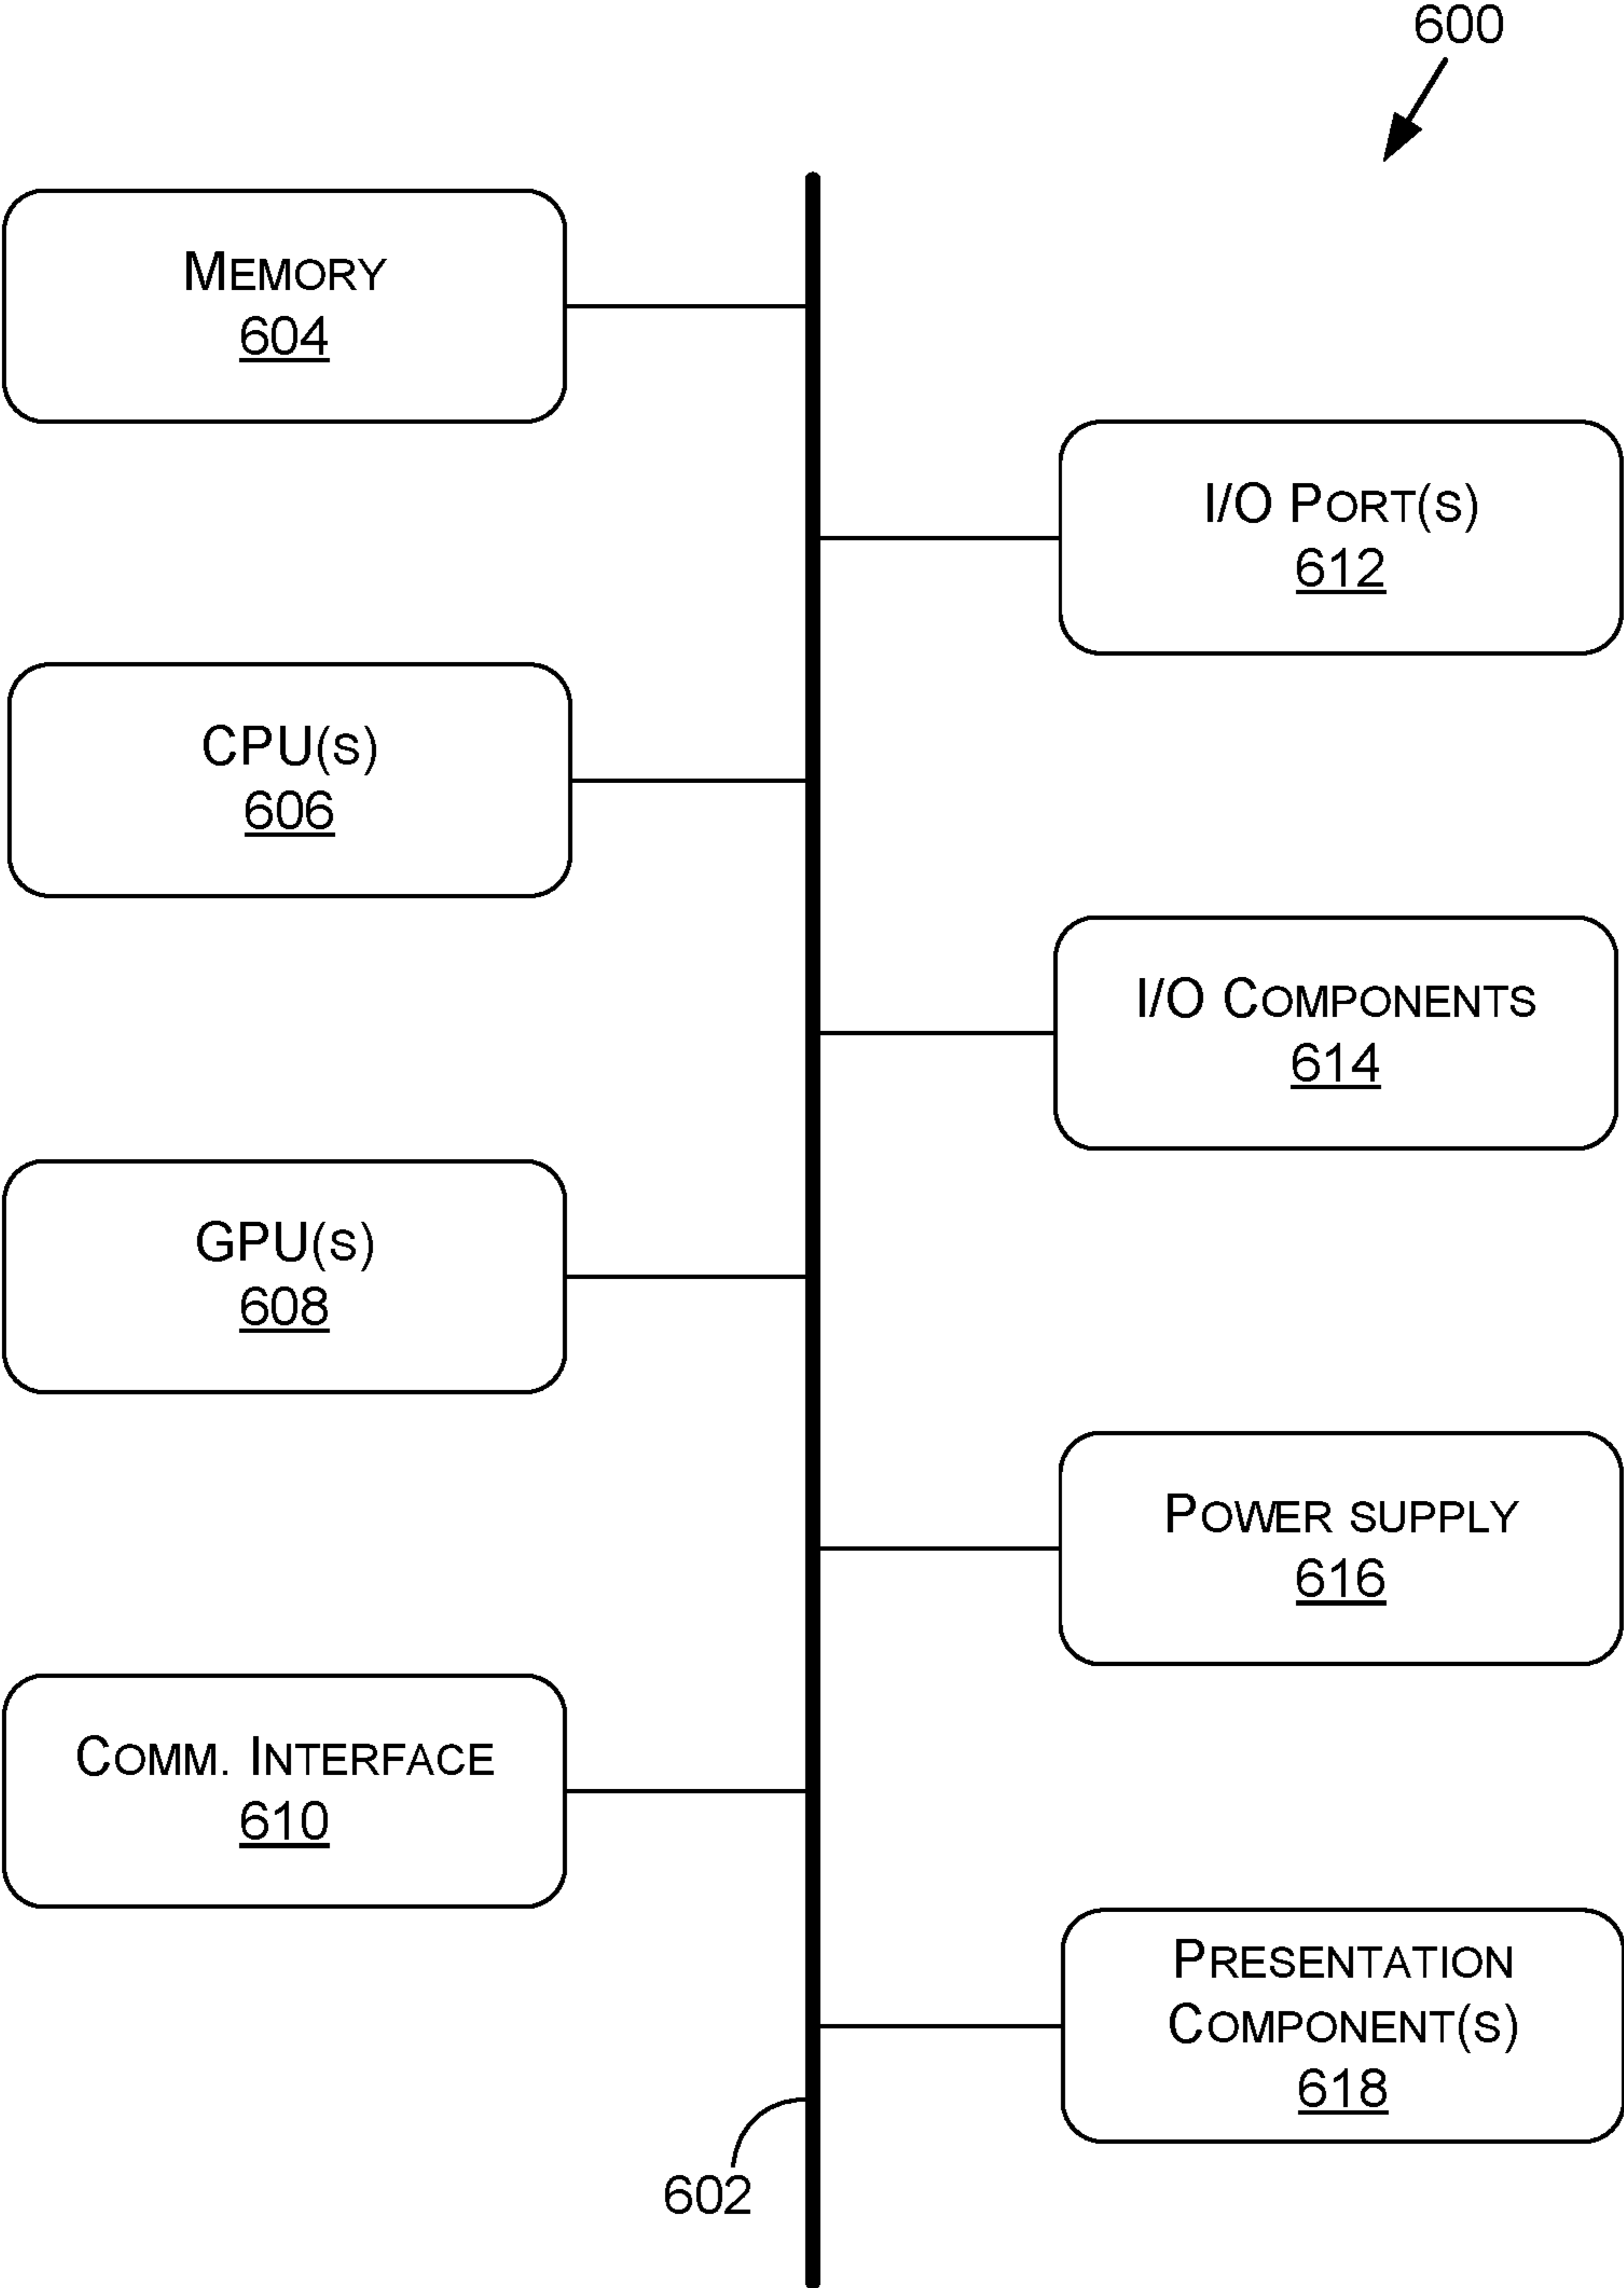 600
Memory
604
I/O Port(s)
612
CPU(s)
606
I/O Components
614
GPU(s)
608
Power supply
616
Comm. Interface
610
Presentation
Component(s)
618
602